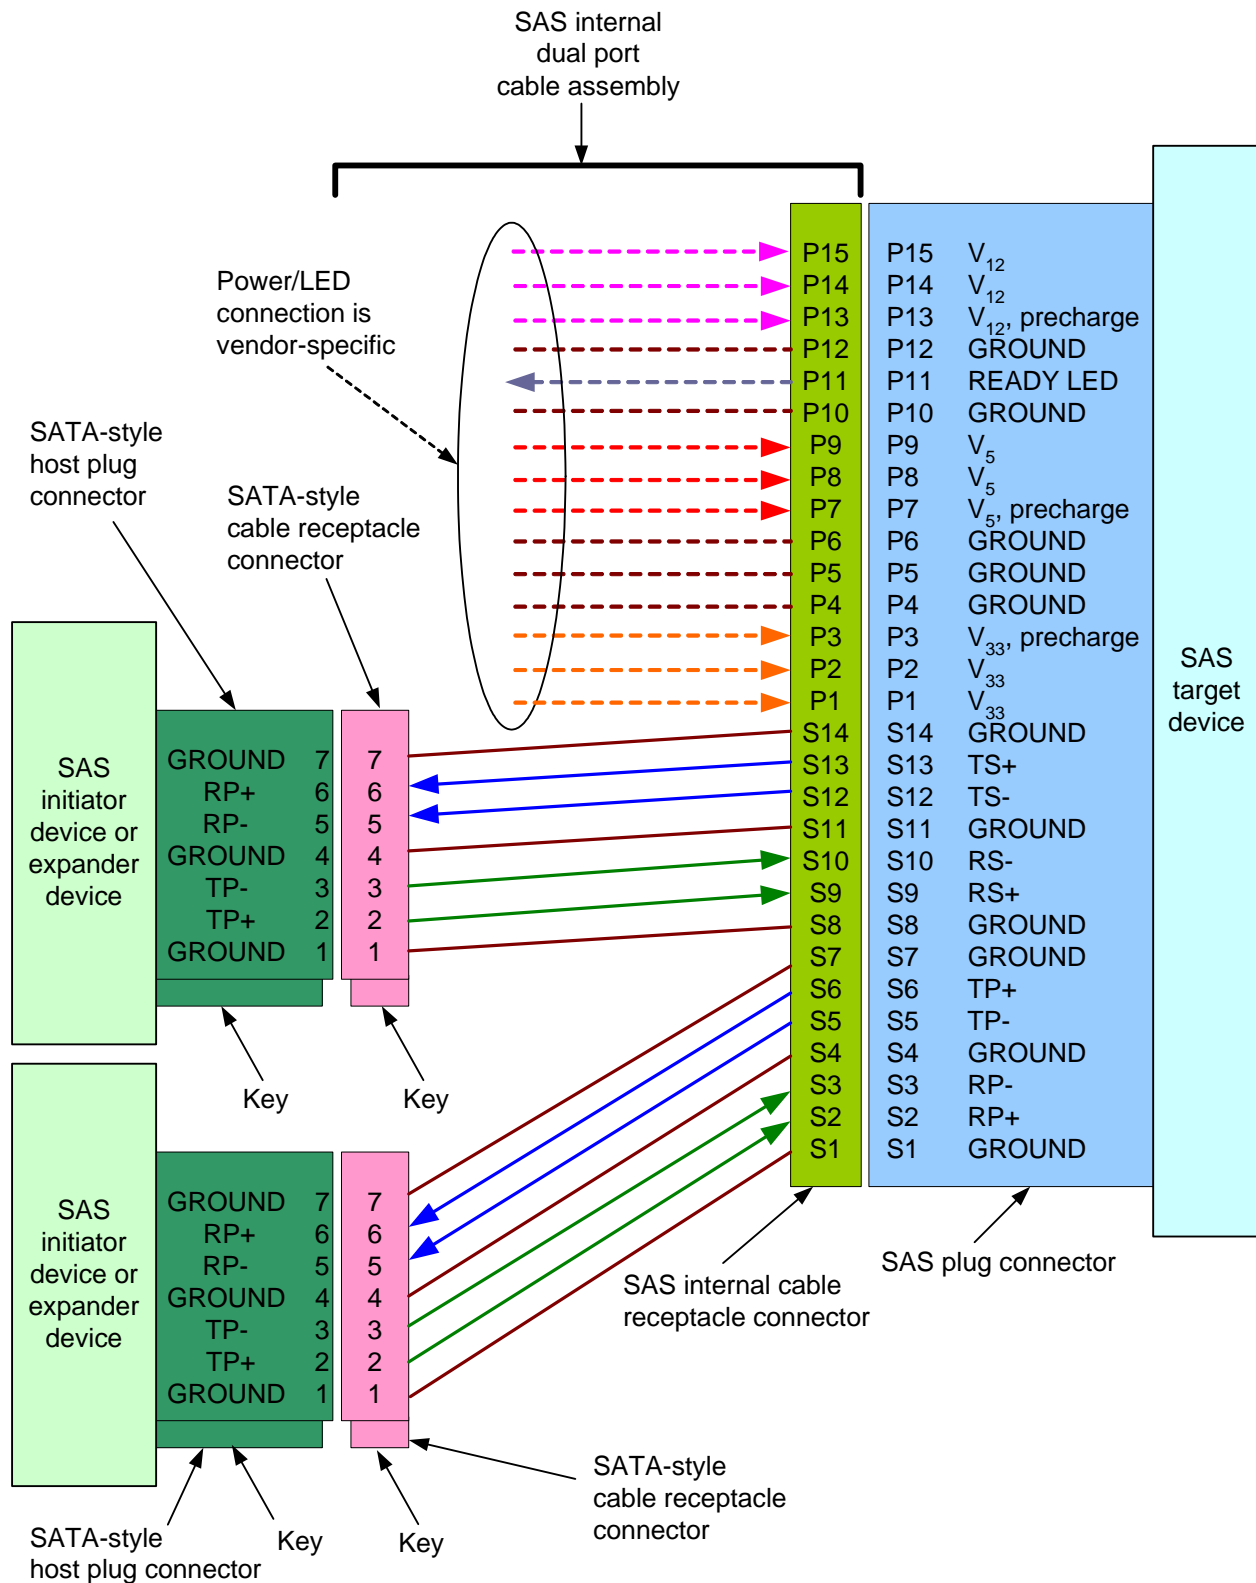 SAS internal
dual port
cable assembly
Power/LED
connection is
vendor-specific
SATA-style
host plug
connector
SATA-style
cable receptacle
connector
P15 P15 V12
P14 P14 V12
P13 P13 V12, precharge
P12 P12 GROUND
P11 P11 READY LED
P10 P10 GROUND
P9 P9 V5
P8 P8 V5
P7 P7 V5, precharge
P6 P6 GROUND
P5 P5 GROUND
P4 P4 GROUND
P3 P3 V33, precharge
P2 P2 V33
P1 P1 V33
S14 S14 GROUND
S13 S13 TS+
S12 S12 TS-
S11 S11 GROUND
S10 S10 RS-
S9 S9 RS+
S8 S8 GROUND
S7 S7 GROUND
S6 S6 TP+
S5 S5 TP-
S4 S4 GROUND
S3 S3 RP-
S2 S2 RP+
S1 S1 GROUND
SAS
target
device
SAS
initiator
device or
expander
device
GROUND 7 7
RP+ 6 6
RP- 5 5
GROUND 4 4
TP- 3 3
TP+ 2 2
GROUND 1 1
Key
Key
SAS
initiator
device or
expander
device
GROUND 7 7
RP+ 6 6
RP- 5 5
GROUND 4 4
TP- 3 3
TP+ 2 2
GROUND 1 1
SAS internal cable
receptacle connector
SAS plug connector
SATA-style
host plug connector
Key
Key
SATA-style
cable receptacle
connector